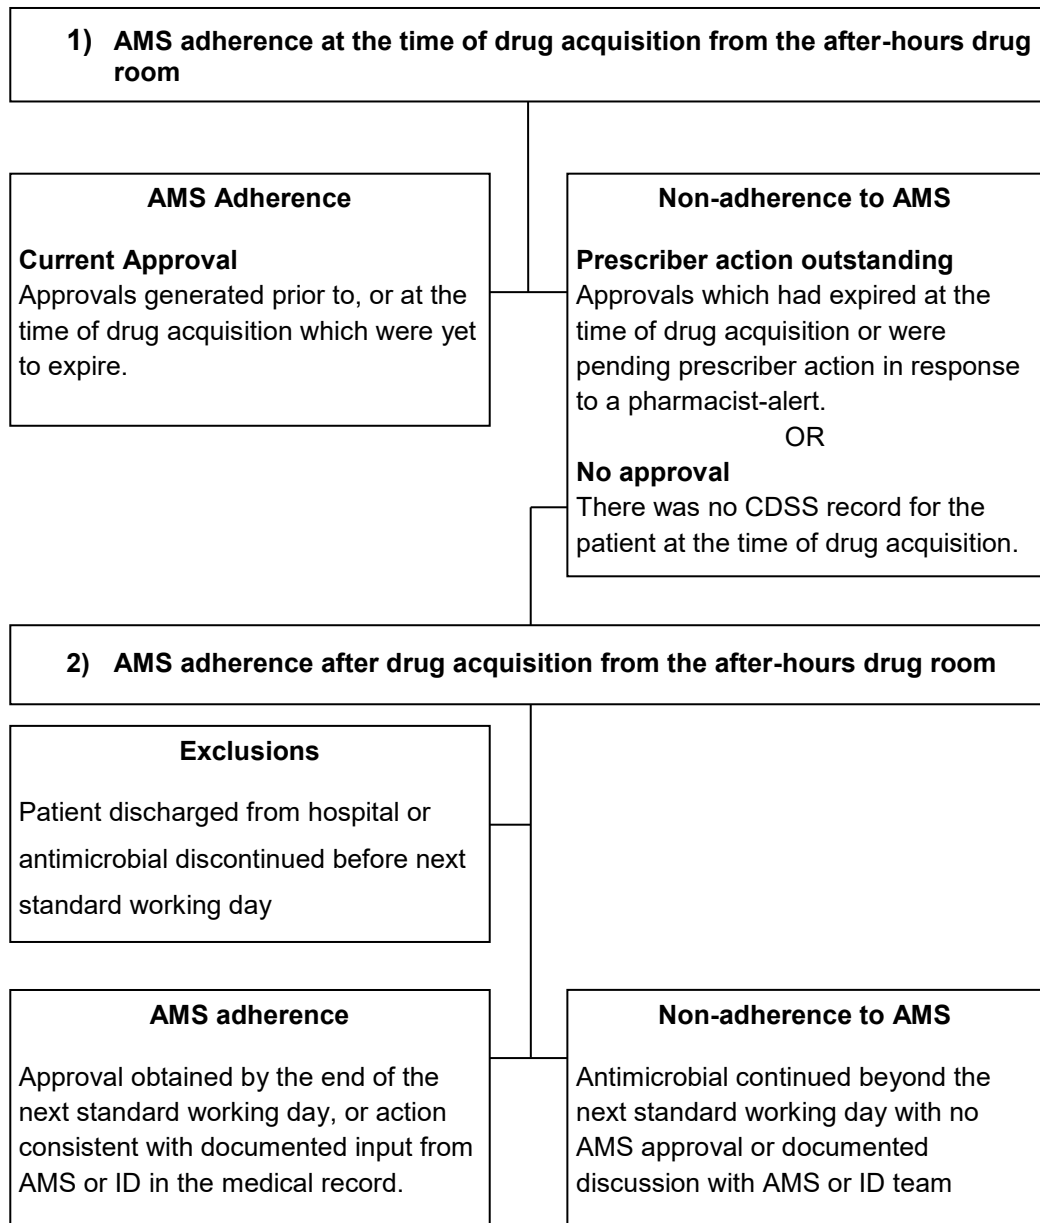 1) AMS adherence at the time of drug acquisition from the after-hours drug
room
AMS Adherence
Current Approval
Approvals generated prior to, or at the
time of drug acquisition which were yet
to expire.
Non-adherence to AMS
Prescriber action outstanding
Approvals which had expired at the
time of drug acquisition or were
pending prescriber action in response
to a pharmacist-alert.
OR
No approval
There was no CDSS record for the
patient at the time of drug acquisition.
2) AMS adherence after drug acquisition from the after-hours drug room
Exclusions
Patient discharged from hospital or
antimicrobial discontinued before next
standard working day
AMS adherence
Approval obtained by the end of the
next standard working day, or action
consistent with documented input from
AMS or ID in the medical record.
Non-adherence to AMS
Antimicrobial continued beyond the
next standard working day with no
AMS approval or documented
discussion with AMS or ID team